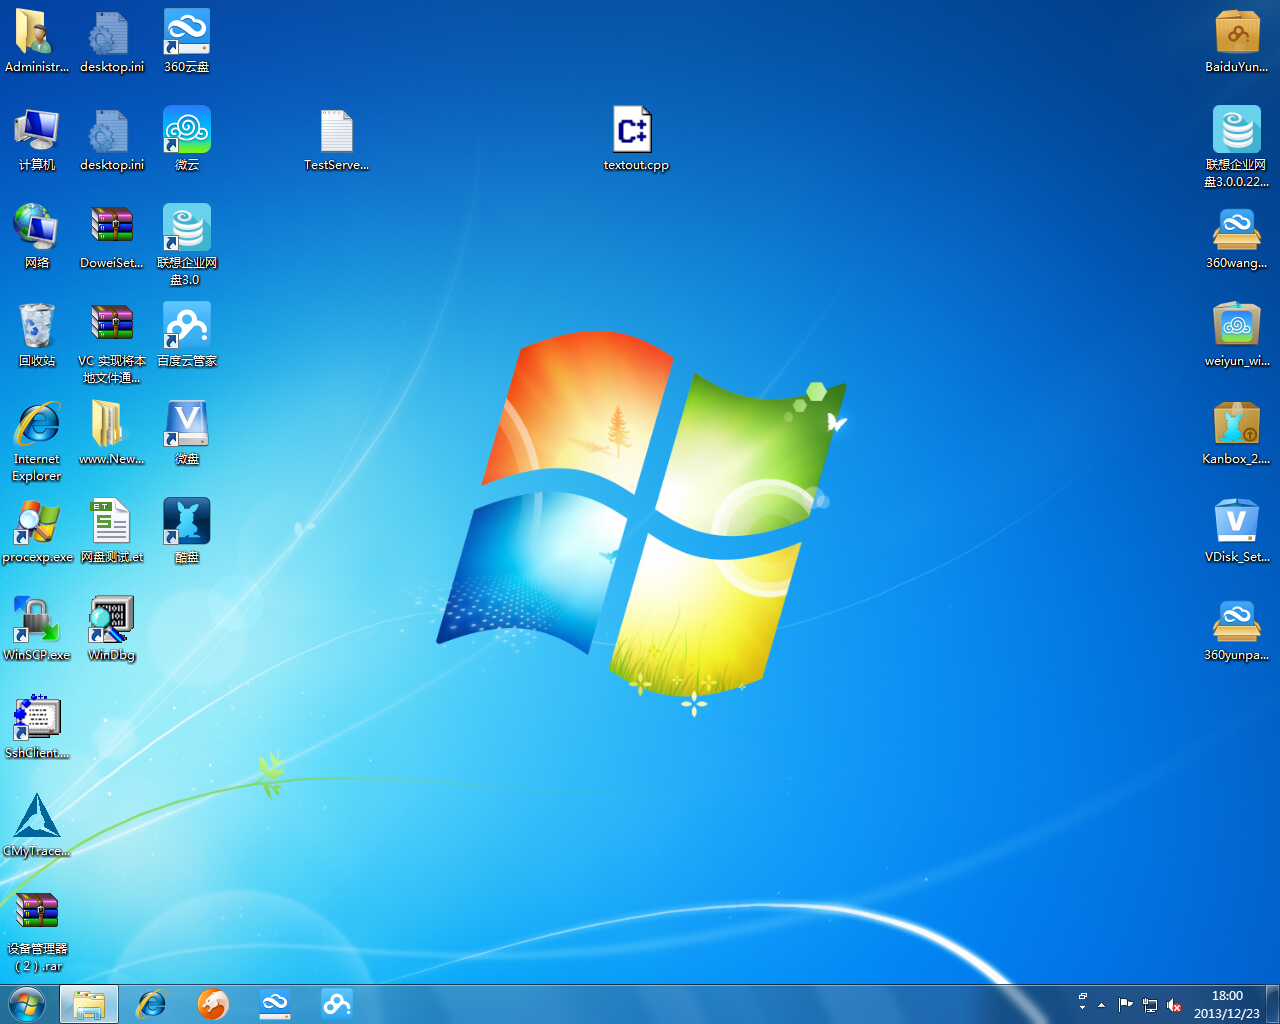 Administr...
desktop.ini
360云盘
BaiduYun...
计算机
desktop.ini
微云
TestServe...
textout.cpp
联想企业网
盘3.0.0.22...
网络
DoweiSet...
联想企业网
盘3.0
360wang...
回收站
VC 实现将本
地文件通...
百度云管家
weiyun_wi...
Internet
Explorer
www.New...
微盘
Kanbox_2....
procexp.exe
网盘测试.et
酷盘
VDisk_Set...
WinSCP.exe
WinDbg
360yunpa...
SshClient....
CMyTrace...
设备管理器
（2）.rar
18:00
2013/12/23